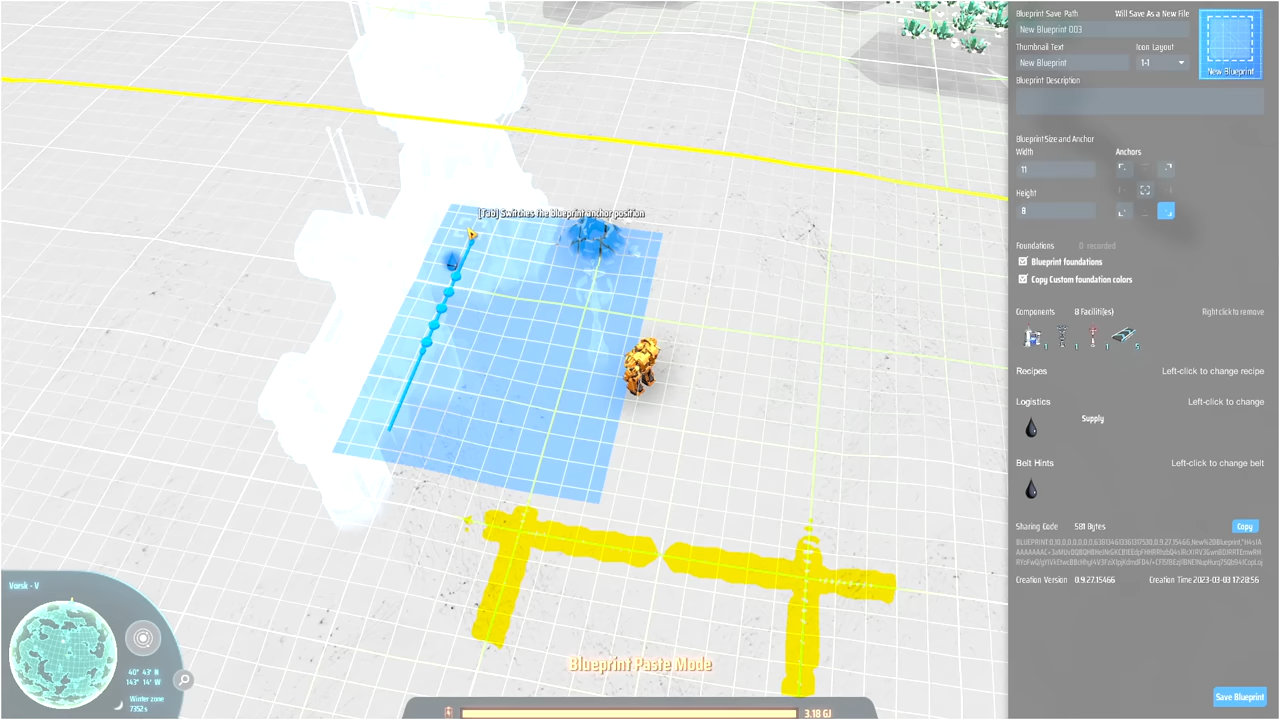 Blueprint Save Path
Will Save As a New File
New Blueprint 003
Thumbnail Text
Icon Layout
New Blueprint
1-1
New Blueprint
Blueprint Description
Blueprint Size and Anchor
Width
Anchors
11
Height
8
[Tab] Switches the blueprint anchor position
Foundations
0 recorded
Blueprint foundations
Copy Custom foundation colors
Components
8 Faciliti(es)
Right click to remove
1
1
1
5
Recipes
Left-click to change recipe
Logistics
Left-click to change
Supply
Belt Hints
Left-click to change belt
Sharing Code
581 Bytes
Copy
Creation Version
0.9.27.15466
Creation Time 2023-03-03 17:28:56
Varsk - V
40° 43' N
143° 14' W
Winter zone
7352 s
Blueprint Paste Mode
3.18 GJ
Save Blueprint